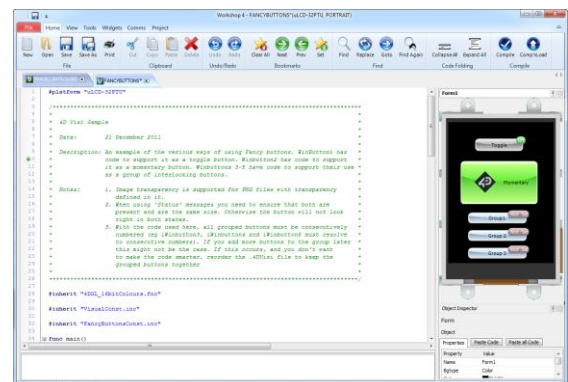 Workshop 4 - FANCYBUTTONS*(uLCD-32PTU, PORTRAIT)
File Home View Tools Widgets Comms Project
New Open Save Save As Print Cut Copy Paste Delete Undo Redo Clear All Next Prev Set Find Replace Goto Find Again Collapse All Expand All Compile CompileLoad
File Clipboard Undo/Redo Bookmarks Find Code Folding Compile
FANCYBUTTONS*
#platform "uLCD-32PTU"
4D Visi Sample
Date: 21 December 2011
Description: An example of the various ways of using Fancy buttons. WinButton1 has
code to support it as a toggle button. Winbutton2 has code to support
it as a momentary button. Winbuttons 3-5 have code to support their use
as a group of interlocking buttons.
Notes: 1. Image transparency is supported for PNG files with transparency
defined in it.
2. When using 'Status' messages you need to ensure that both are
present and are the same size. Otherwise the button will not look
right in both states.
3. With the code used here, all grouped buttons must be consecutively
numbered (eg iWinbutton3, iWinbutton4 and iWinbutton5 must resolve
to consecutive numbers). If you add more buttons to the group later
this might not be the case. If this occurs, and you don't want
to make the code smarter, reorder the .4DVisi file to keep the
grouped buttons together
#inherit "4DGL_16bitColours.fnc"
#inherit "VisualConst.inc"
#inherit "FancyButtonsConst.inc"
func main()
Form1
Toggle
4D Momentary
Group 1
Group 2
Group 3
Object Inspector
Form
Object
Properties Paste Code Paste all Code
Property Value
Name Form1
Bgtype Color